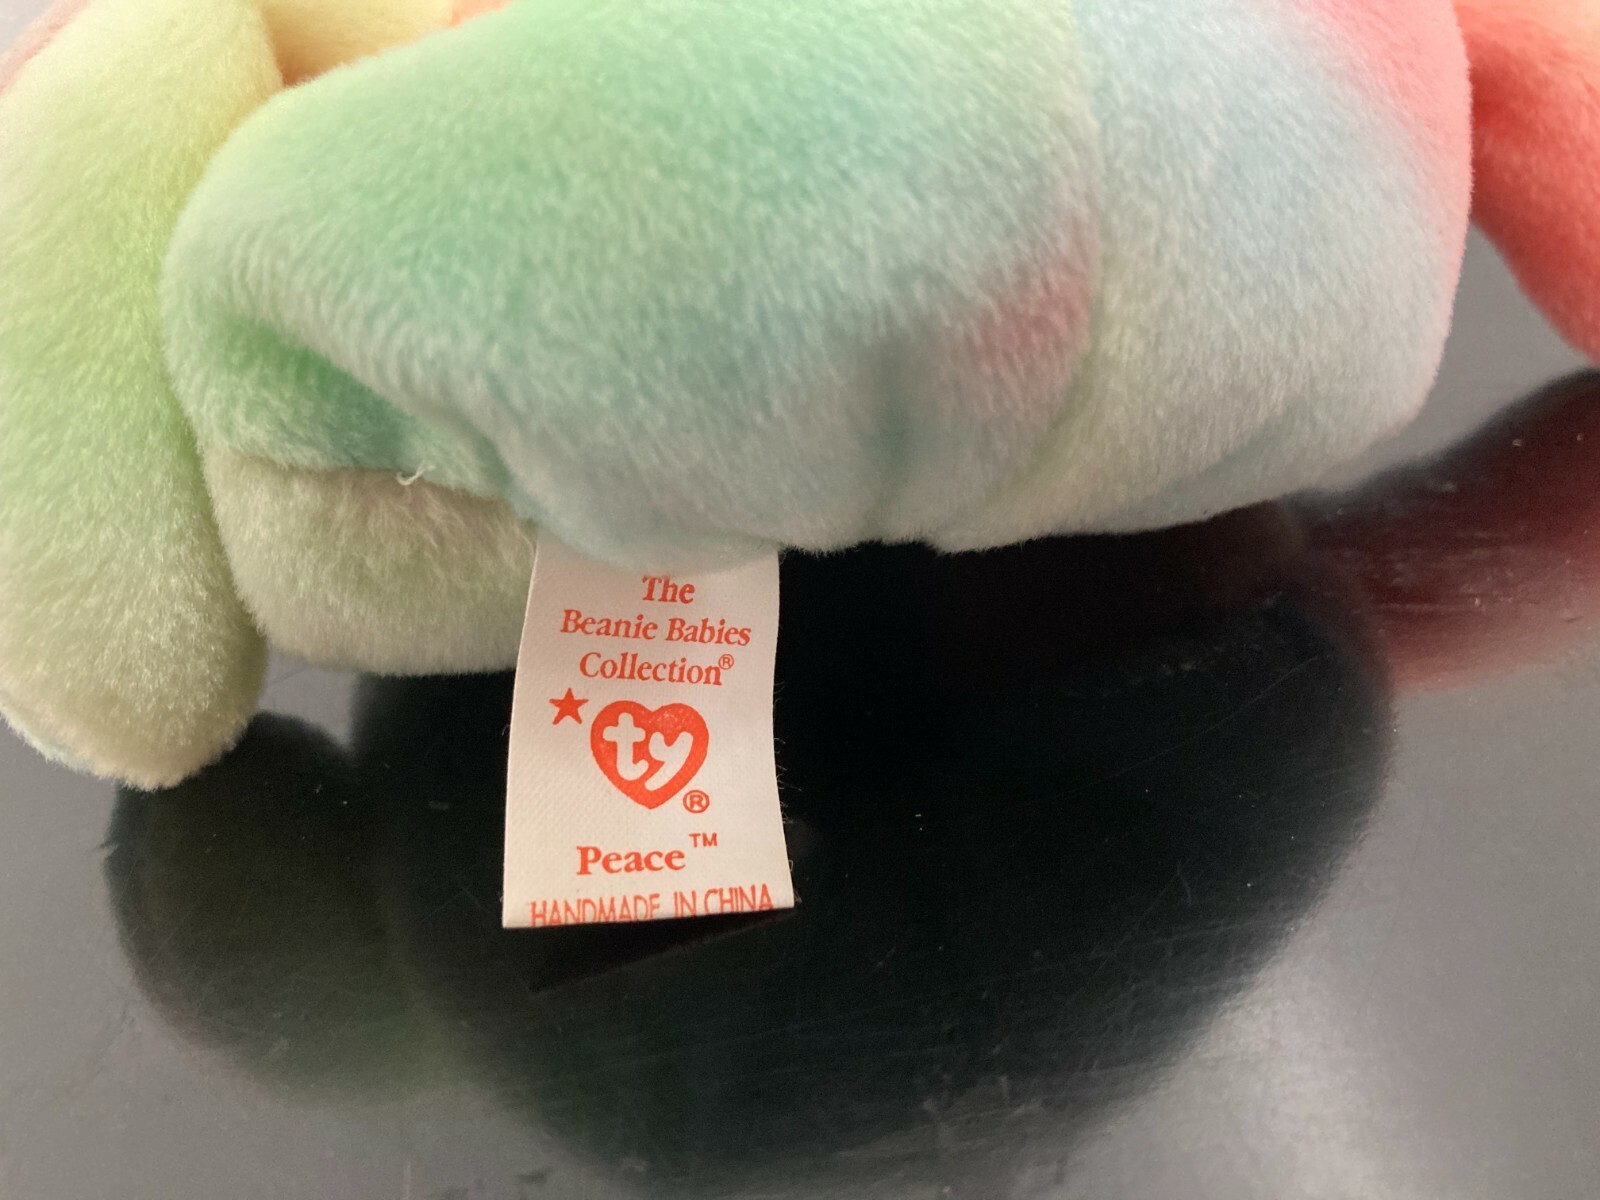 The
Beanie Babies
Collection®
ty®
Peace™
HANDMADE IN CHINA